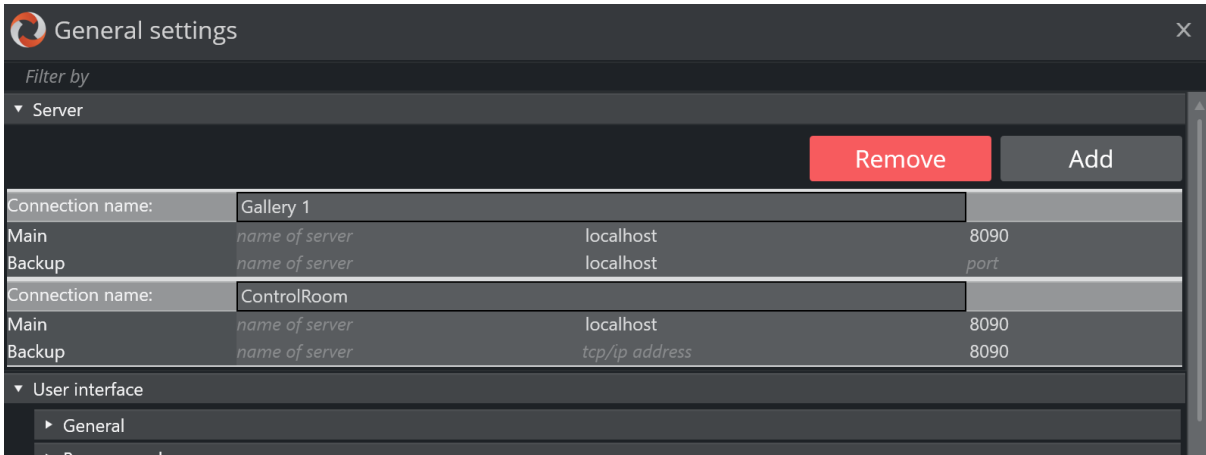 General settings X
Filter by
Server
Remove Add
Connection name: Gallery 1
Main name of server localhost 8090
Backup name of server localhost port
Connection name: ControlRoom
Main name of server localhost 8090
Backup name of server tcp/ip address 8090
User interface
General